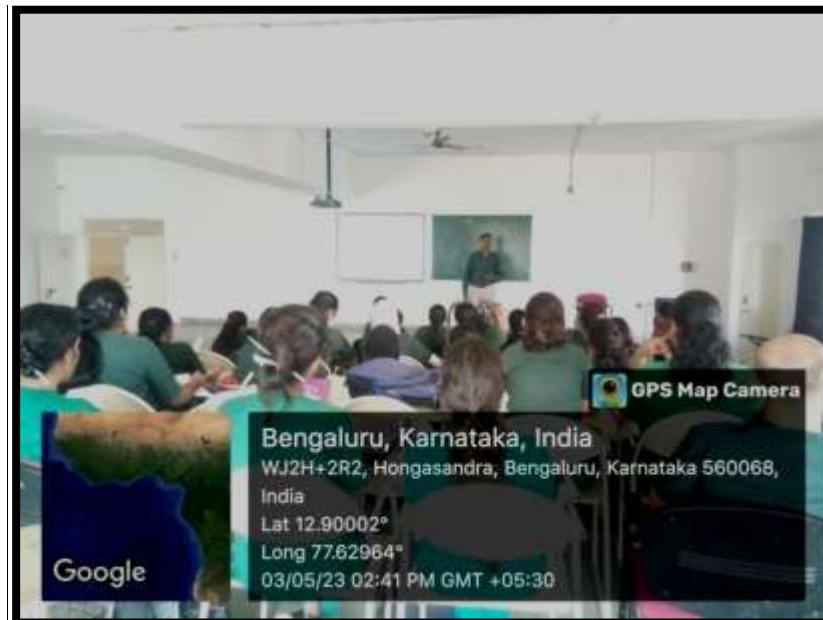 GPS Map Camera
Bengaluru, Karnataka, India
WJ2H+2R2, Hongasandra, Bengaluru, Karnataka 560068,
India
Lat 12.90002°
Long 77.62964°
03/05/23 02:41 PM GMT +05:30
Google